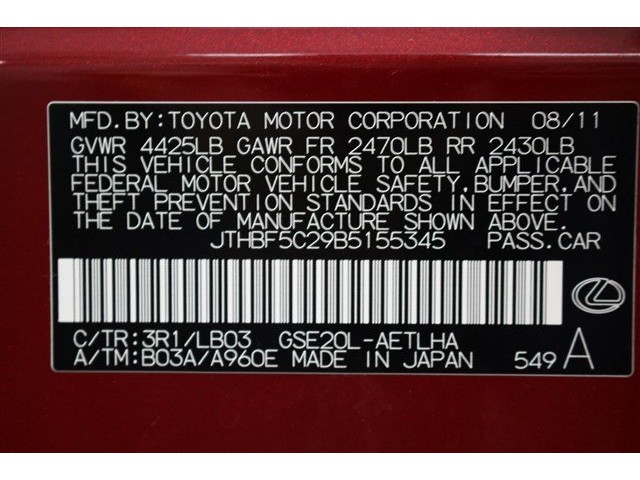 MFD.BY:TOYOTA MOTOR CORPORATION 08/11
GVWR 4425LB GAWR FR 2470LB RR 2430LB
THIS VEHICLE CONFORMS TO ALL APPLICABLE
FEDERAL MOTOR VEHICLE SAFETY,BUMPER,AND
THEFT PREVENTION STANDARDS IN EFFECT ON
THE DATE OF MANUFACTURE SHOWN ABOVE.
JTHBF5C29B5155345 PASS.CAR
C/TR:3R1/LB03 GSE20L-AETLHA
A/TM:B03A/A960E MADE IN JAPAN 549 A